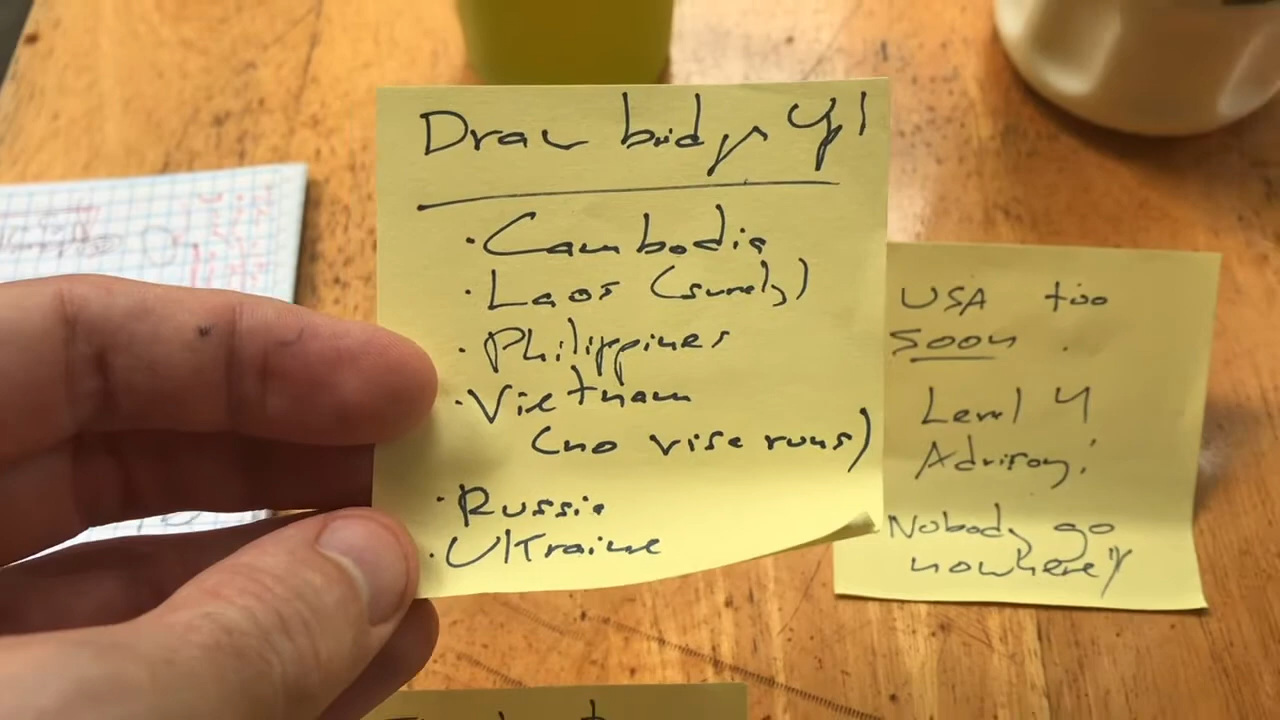 Draw bridge Up!
• Cambodia
• Laos (surely)
• Philippines
• Vietnam
(no visa runs)
• Russia
• Ukraine
USA too
soon.
Level 4
Advisory!
"Nobody go
nowhere"